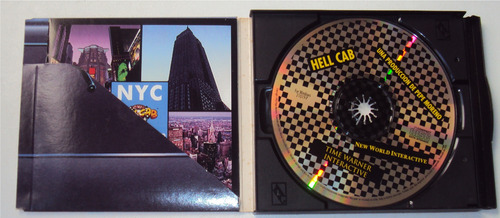 NYC
HELL CAB
UNA PRODUCCION DE PEPE MORENO
NEW WORLD INTERACTIVE
TIME WARNER
INTERACTIVE